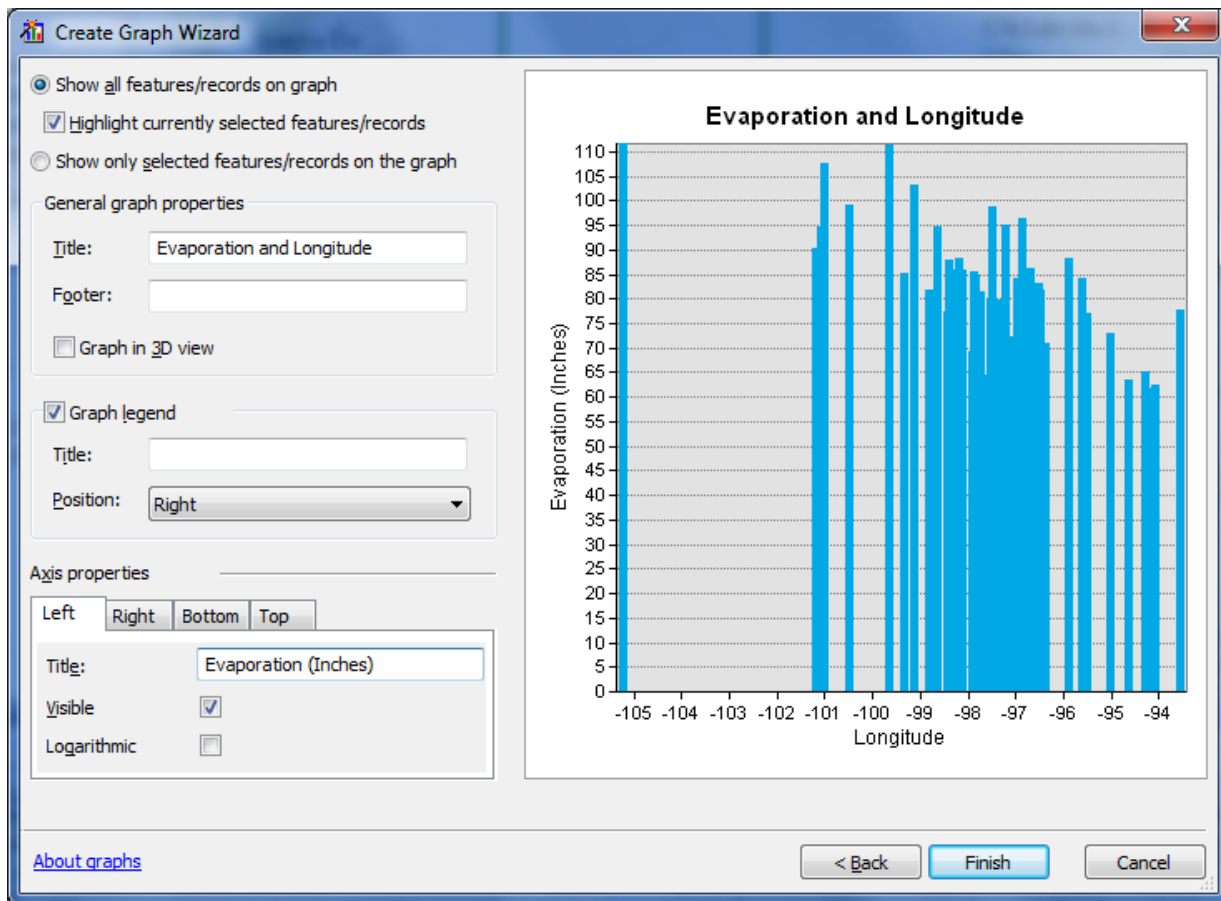 Create Graph Wizard
Show all features/records on graph
Highlight currently selected features/records
Show only selected features/records on the graph
General graph properties
Title: Evaporation and Longitude
Footer:
Graph in 3D view
Graph legend
Title:
Position: Right
Axis properties
Left Right Bottom Top
Title: Evaporation (Inches)
Visible
Logarithmic
Evaporation and Longitude
Evaporation (Inches)
110
105
100
95
90
85
80
75
70
65
60
55
50
45
40
35
30
25
20
15
10
5
0
-105 -104 -103 -102 -101 -100 -99 -98 -97 -96 -95 -94
Longitude
About graphs
< Back Finish Cancel